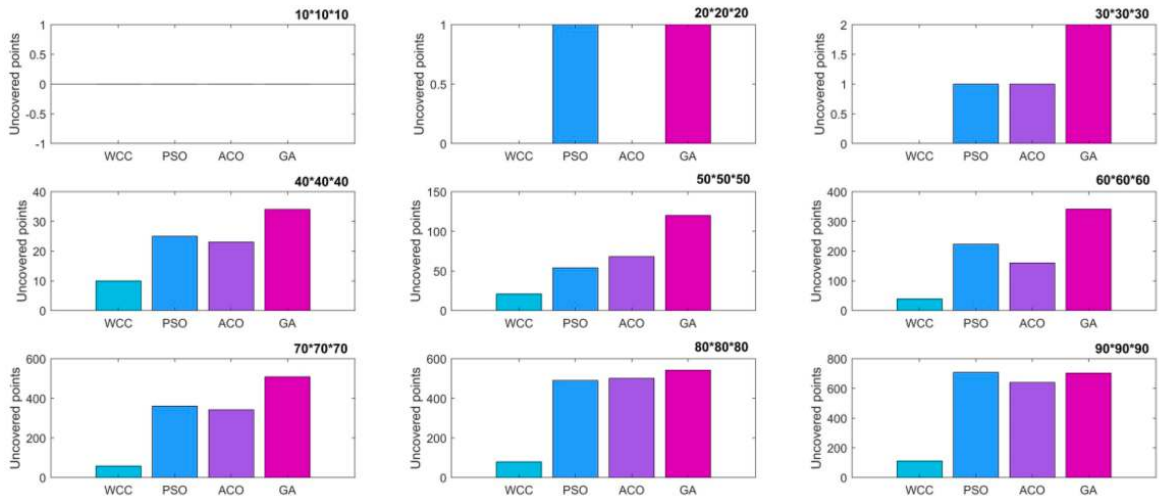 10*10*10
Uncovered points
1
0.5
0
-0.5
-1
WCC PSO ACO GA
20*20*20
Uncovered points
1
0.5
0
WCC PSO ACO GA
30*30*30
Uncovered points
2
1
0
WCC PSO ACO GA
40*40*40
Uncovered points
40
30
20
10
0
WCC PSO ACO GA
50*50*50
Uncovered points
150
100
50
0
WCC PSO ACO GA
60*60*60
Uncovered points
400
300
200
100
0
WCC PSO ACO GA
70*70*70
Uncovered points
600
400
200
0
WCC PSO ACO GA
80*80*80
Uncovered points
600
400
200
0
WCC PSO ACO GA
90*90*90
Uncovered points
800
600
400
200
0
WCC PSO ACO GA